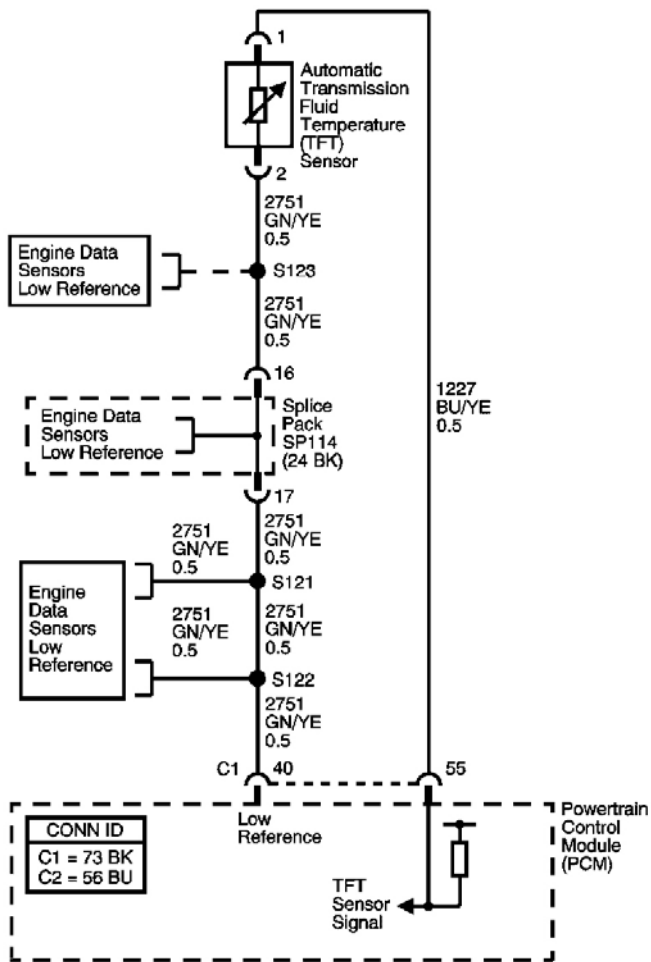 1
Automatic
Transmission
Fluid
Temperature
(TFT)
Sensor
2
2751
GN/YE
0.5
Engine Data
Sensors
Low Reference
S123
2751
GN/YE
0.5
16
1227
BU/YE
0.5
Engine Data
Sensors
Low Reference
Splice
Pack
SP114
(24 BK)
17
2751
GN/YE
0.5
2751
GN/YE
0.5
S121
Engine
Data
Sensors
Low
Reference
2751
GN/YE
0.5
2751
GN/YE
0.5
S122
2751
GN/YE
0.5
C1 40
55
CONN ID
C1 = 73 BK
C2 = 56 BU
Low
Reference
Powertrain
Control
Module
(PCM)
TFT
Sensor
Signal